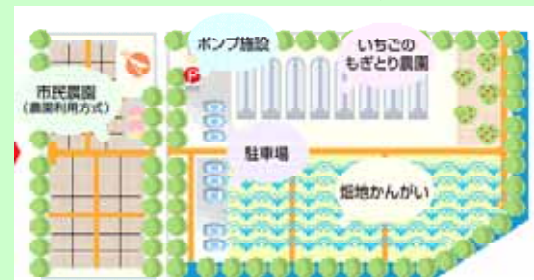 ポンプ施設
いちごの
もぎとり農園
P
市民農園
(農園利用方式)
駐車場
畑地かんがい